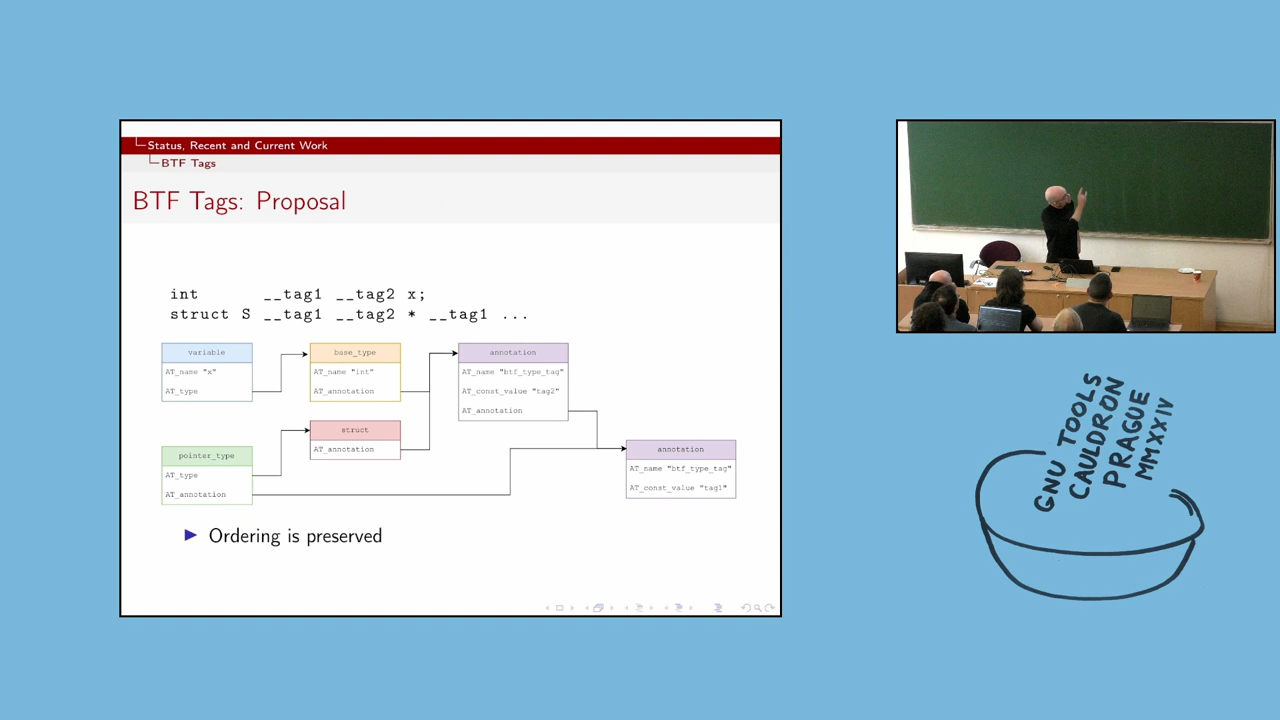 Status, Recent and Current Work
BTF Tags
BTF Tags: Proposal
int __tag1 __tag2 x;
struct S __tag1 __tag2 * __tag1 ...
variable
AT_name "x"
AT_type
base_type
AT_name "int"
AT_annotation
annotation
AT_name "btf_type_tag"
AT_const_value "tag2"
AT_annotation
struct
AT_annotation
pointer_type
AT_type
AT_annotation
annotation
AT_name "btf_type_tag"
AT_const_value "tag1"
Ordering is preserved
GNU TOOLS
CAULDRON
PRAGUE
MMXXIV